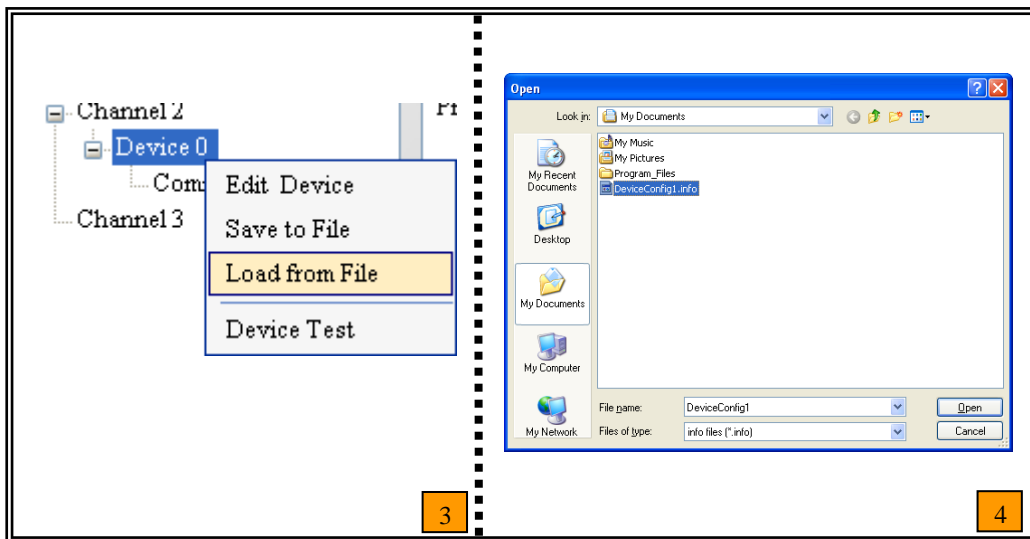 Channel 2
Device 0
Channel 3
Edit Device
Save to File
Load from File
Device Test
3
Open
Look in:
My Documents
My Recent
Documents
Desktop
My Documents
My Computer
My Network
My Music
My Pictures
Program_Files
DeviceConfig1.info
File name:
DeviceConfig1
Open
Files of type:
info files (*.info)
Cancel
4